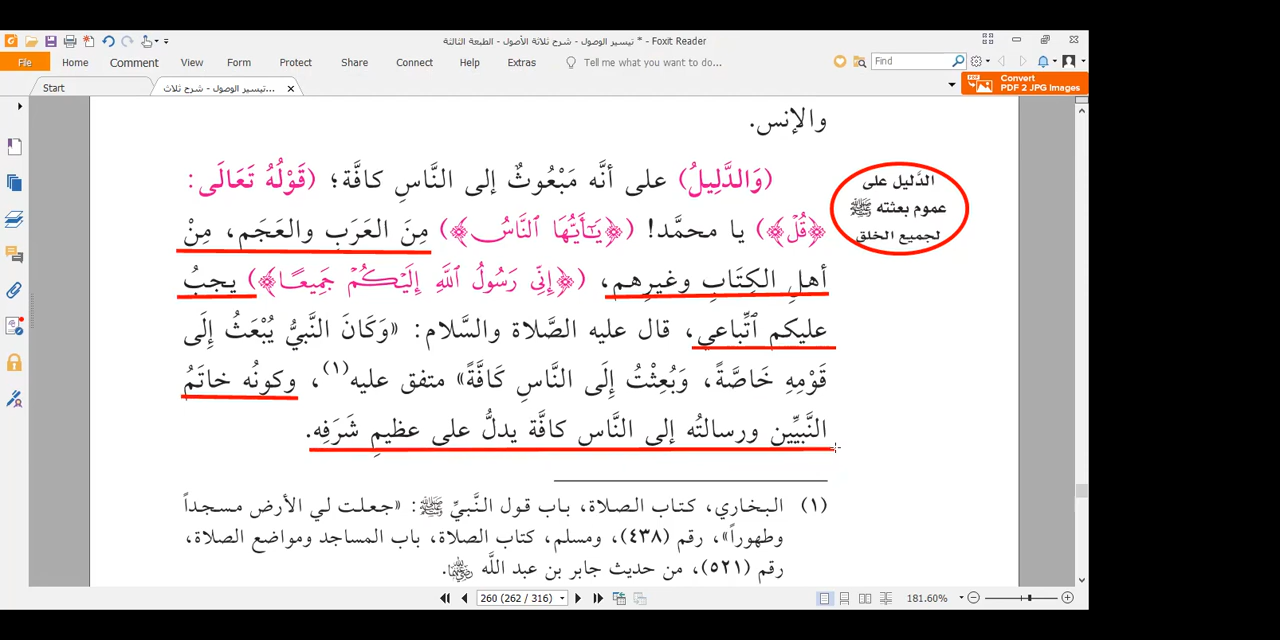 تيسير الوصول - شرح ثلاثة الأصول - الطبعة الثالثة * - Foxit Reader
File Home Comment View Form Protect Share Connect Help Extras Tell me what you want to do... Find
Start
...تيسير الوصول - شرح ثلاث
Convert
PDF 2 JPG Images
والإنس.
الدَّليل على
عموم بعثته ﷺ
لجميع الخلق
(وَالدَّلِيلُ) على أنَّه مَبْعُوثٌ إلى النَّاسِ كافَّة؛ (قَوْلُهُ تَعَالَى:
﴿قُلْ﴾) يا محمَّد! (﴿يَـٰٓأَيُّهَا ٱلنَّاسُ﴾) مِنَ العَرَبِ والعَجَم، مِنْ
أهلِ الكِتَابِ وغيرِهم، (﴿إِنِّي رَسُولُ ٱللَّهِ إِلَيْكُمْ جَمِيعًا﴾) يجبُ
عليكم ٱتِّباعي، قال عليه الصَّلاة والسَّلام: «وَكَانَ النَّبيُّ يُبْعَثُ إِلَى
قَوْمِهِ خَاصَّةً، وَبُعِثْتُ إِلَى النَّاسِ كَافَّةً» متفق عليه(١)، وكونُه خاتَمُ
النَّبيِّين ورسالتُه إلى النَّاس كافَّة يدلُّ على عظيمِ شَرَفِه.
(١) البخاري، كتاب الصلاة، باب قول النَّبيِّ ﷺ: «جعلت لي الأرض مسجداً
وطهوراً»، رقم (٤٣٨)، ومسلم، كتاب الصلاة، باب المساجد ومواضع الصلاة،
رقم (٥٢١)، من حديث جابر بن عبد الله رضي الله عنهما.
260 (262 / 316) 181.60%